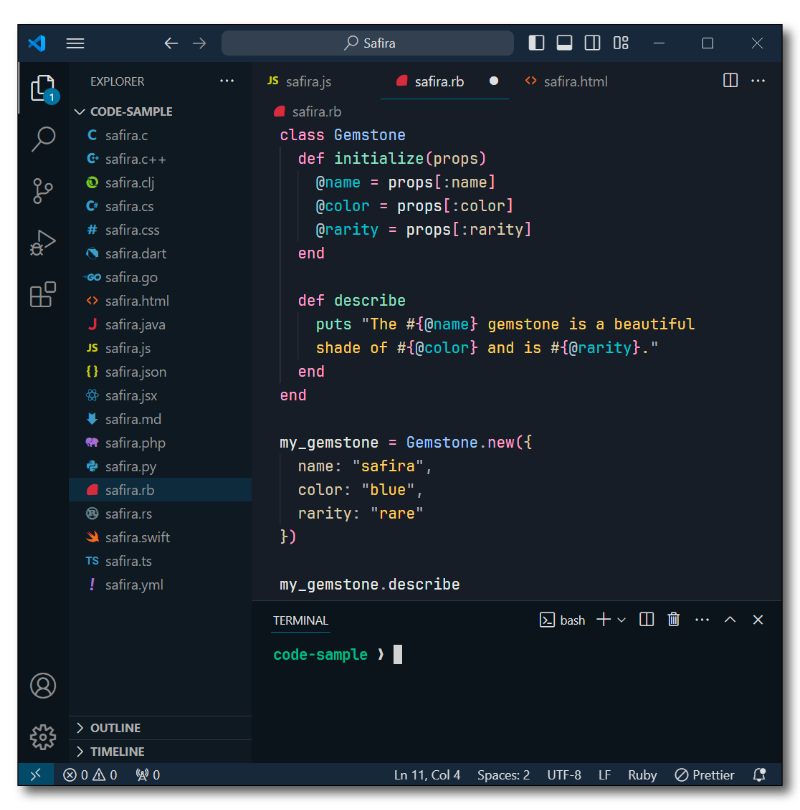 Safira
EXPLORER
CODE-SAMPLE
safira.c
safira.c++
safira.clj
safira.cs
safira.css
safira.dart
safira.go
safira.html
safira.java
safira.js
safira.json
safira.jsx
safira.md
safira.php
safira.py
safira.rb
safira.rs
safira.swift
safira.ts
safira.yml
OUTLINE
TIMELINE
safira.js
safira.rb
safira.html
safira.rb
class Gemstone
  def initialize(props)
    @name = props[:name]
    @color = props[:color]
    @rarity = props[:rarity]
  end

  def describe
    puts "The #{@name} gemstone is a beautiful
    shade of #{@color} and is #{@rarity}."
  end
end

my_gemstone = Gemstone.new({
  name: "safira",
  color: "blue",
  rarity: "rare"
})

my_gemstone.describe
TERMINAL
bash
code-sample ❯
0 0 0 Ln 11, Col 4 Spaces: 2 UTF-8 LF Ruby Prettier